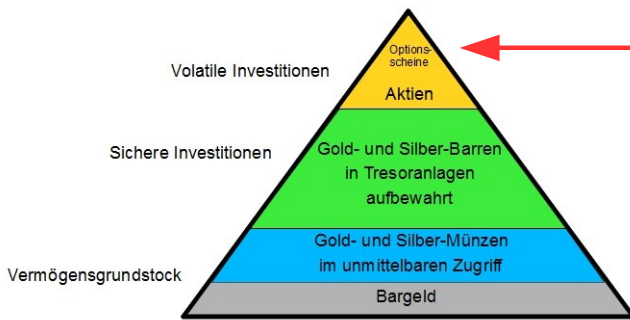 Options-
scheine
Volatile Investitionen
Aktien
Sichere Investitionen
Gold- und Silber-Barren
in Tresoranlagen
aufbewahrt
Gold- und Silber-Münzen
im unmittelbaren Zugriff
Vermögensgrundstock
Bargeld